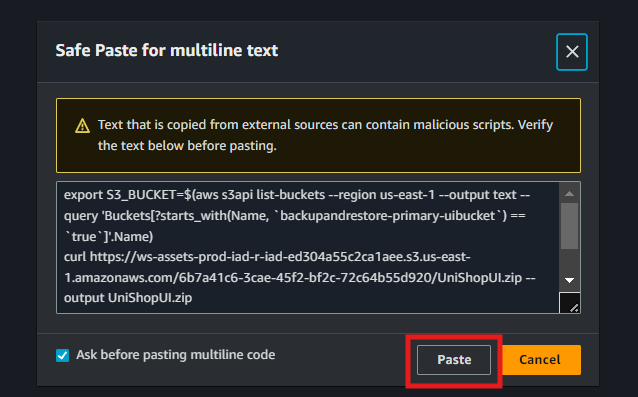 Safe Paste for multiline text
Text that is copied from external sources can contain malicious scripts. Verify
the text below before pasting.
export S3_BUCKET=$(aws s3api list-buckets --region us-east-1 --output text --
query 'Buckets[?starts_with(Name, `backupandrestore-primary-uibucket`) ==
`true`]'.Name)
curl https://ws-assets-prod-iad-r-iad-ed304a55c2ca1aee.s3.us-east-
1.amazonaws.com/6b7a41c6-3cae-45f2-bf2c-72c64b55d920/UniShopUI.zip --
output UniShopUI.zip
Ask before pasting multiline code
Paste
Cancel